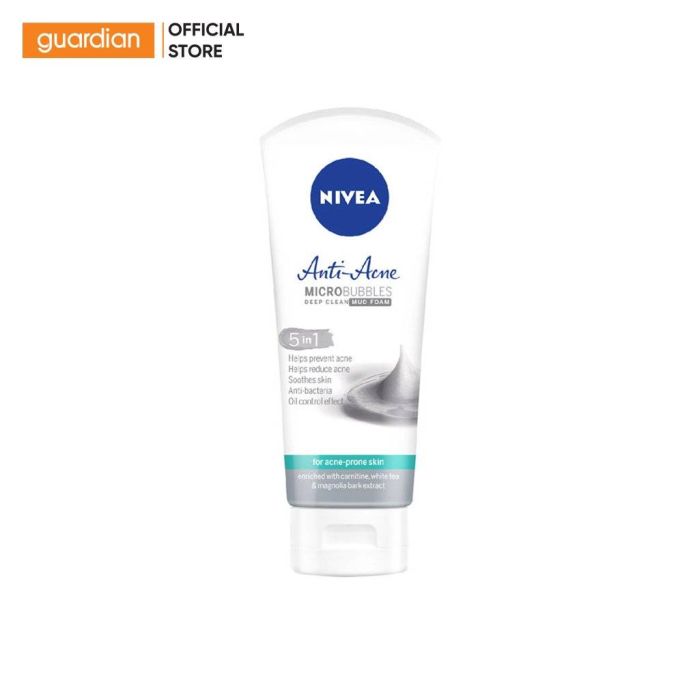 guardian
OFFICIAL
STORE
NIVEA
Anti-Acne
MICROBUBBLES
DEEP CLEAN MUD FOAM
5 in 1
Helps prevent acne
Helps reduce acne
Soothes skin
Anti-bacteria
Oil control effect
for acne-prone skin
enriched with carnitine, white tea
& magnolia bark extract